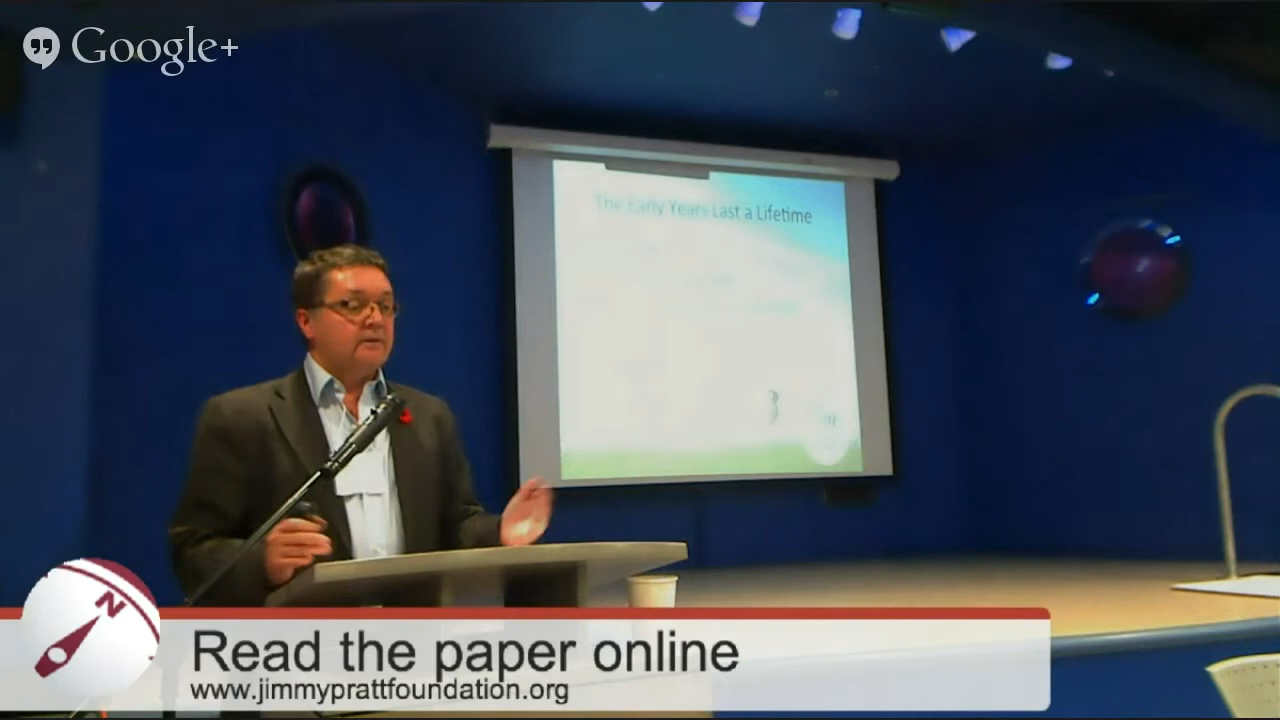 Google+
The Early Years Last a Lifetime
N
Read the paper online
www.jimmyprattfoundation.org